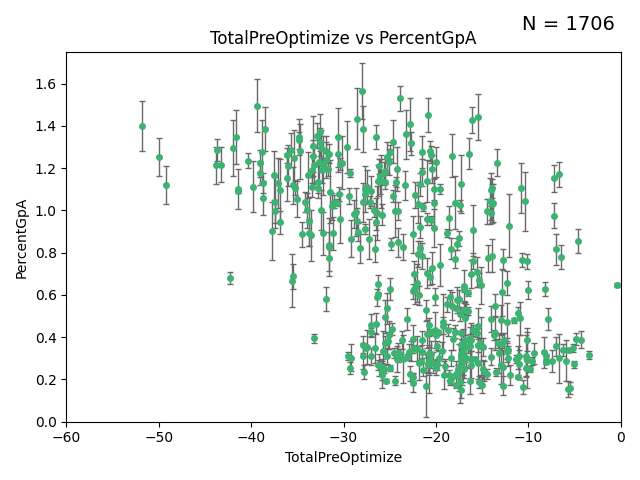 N = 1706
TotalPreOptimize vs PercentGpA
PercentGpA
1.6
1.4
1.2
1.0
0.8
0.6
0.4
0.2
0.0
−60 −50 −40 −30 −20 −10 0
TotalPreOptimize